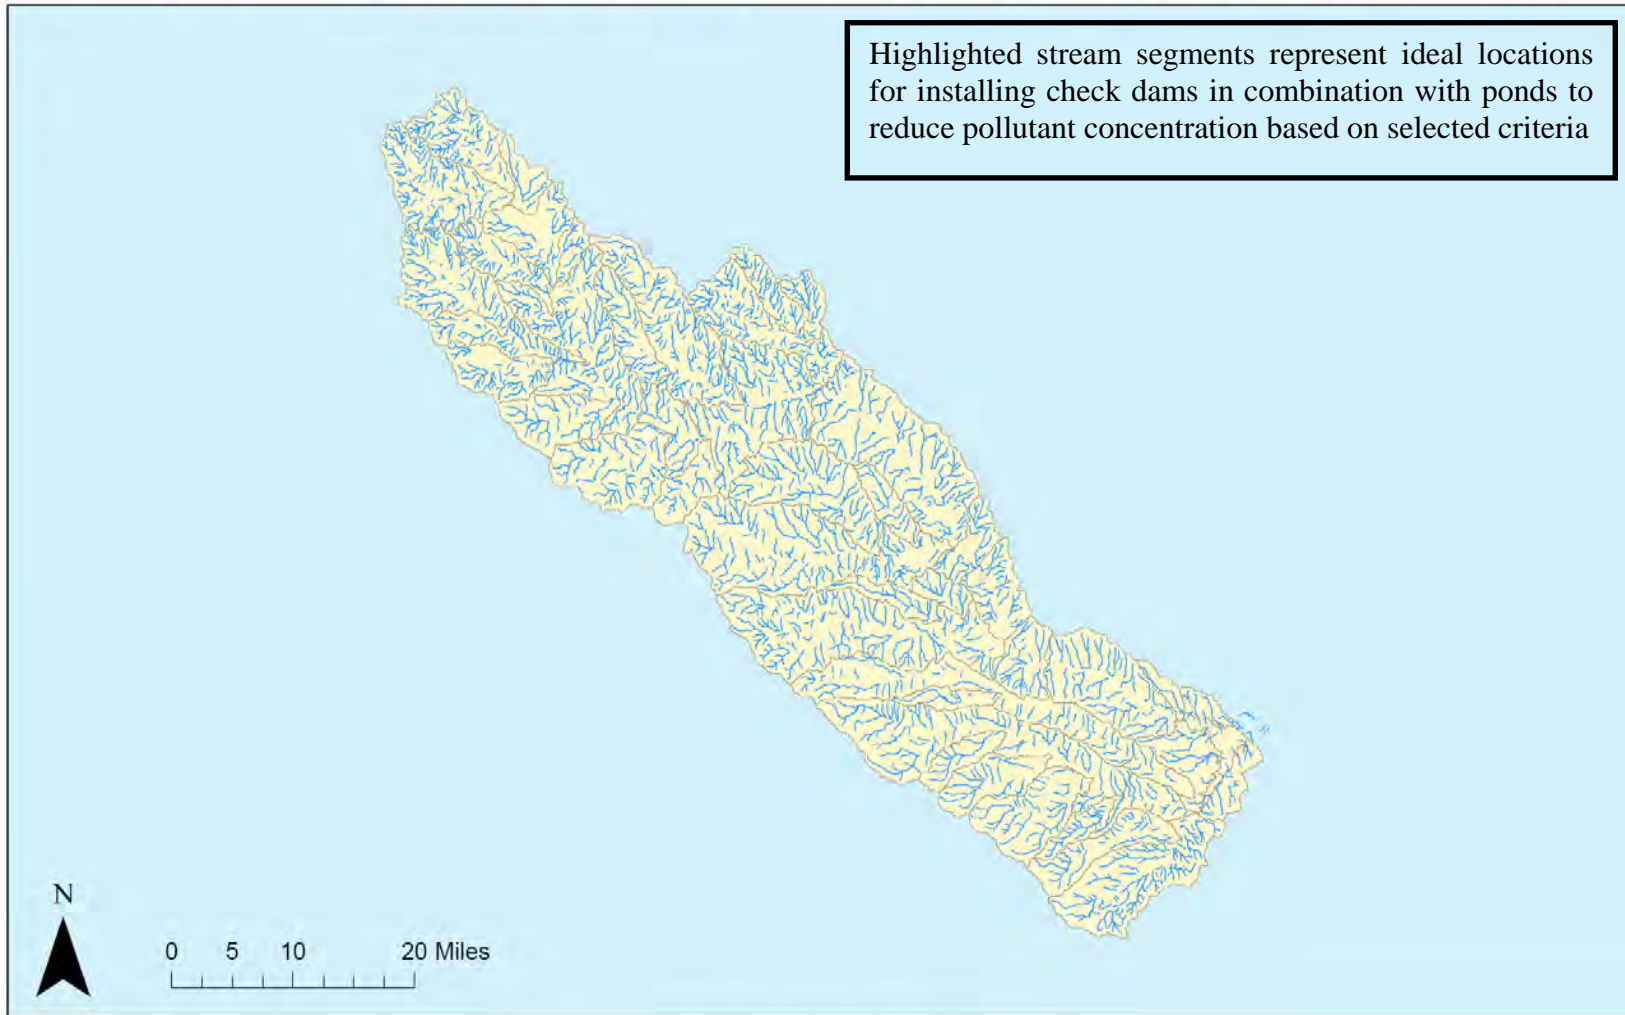 Highlighted stream segments represent ideal locations
for installing check dams in combination with ponds to
reduce pollutant concentration based on selected criteria
N
0 5 10 20 Miles